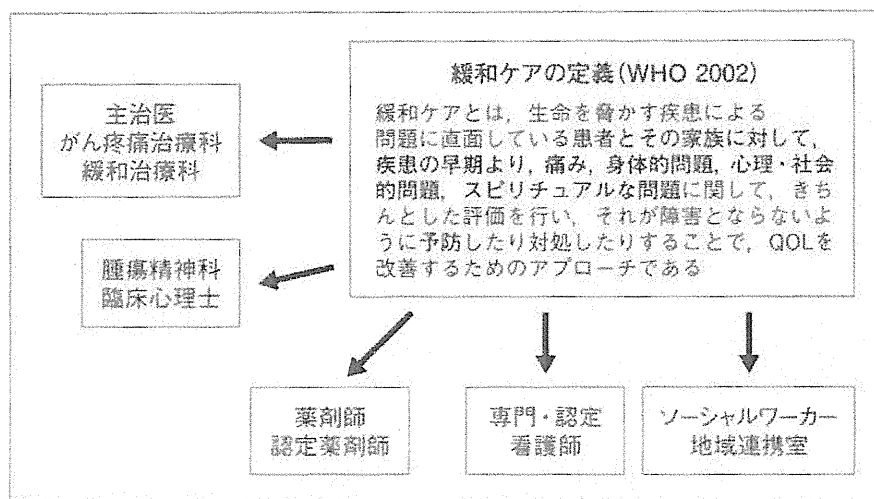 緩和ケアの定義(WHO 2002)
緩和ケアとは，生命を脅かす疾患による
問題に直面している患者とその家族に対して，
疾患の早期より，痛み，身体的問題，心理・社会
的問題，スピリチュアルな問題に関して，きち
んとした評価を行い，それが障害とならないよ
うに予防したり対処したりすることで，QOLを
改善するためのアプローチである
主治医
がん疼痛治療科
緩和治療科
腫瘍精神科
臨床心理士
薬剤師
認定薬剤師
専門・認定
看護師
ソーシャルワーカー
地域連携室